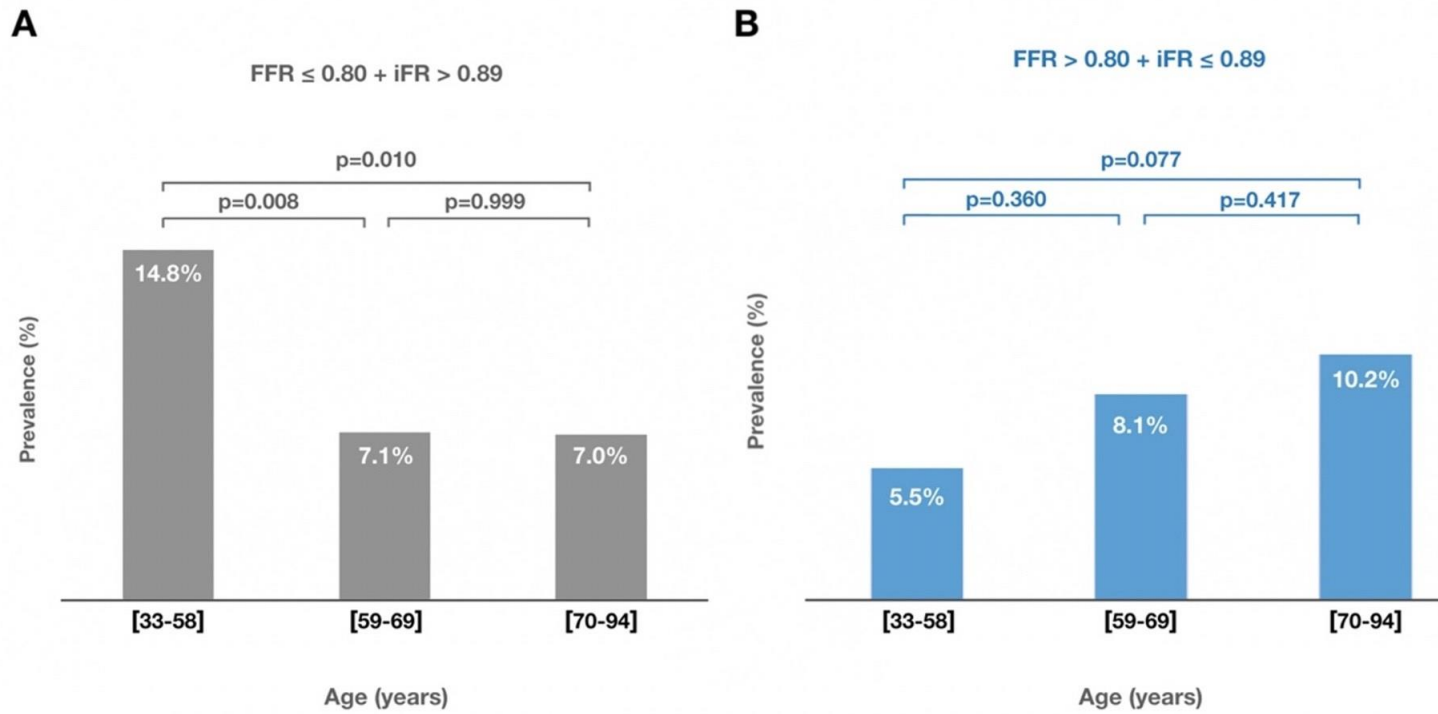 A
FFR ≤ 0.80 + iFR > 0.89
p=0.010
p=0.008
p=0.999
14.8%
7.1%
7.0%
Prevalence (%)
[33-58]
[59-69]
[70-94]
Age (years)
B
FFR > 0.80 + iFR ≤ 0.89
p=0.077
p=0.360
p=0.417
5.5%
8.1%
10.2%
Prevalence (%)
[33-58]
[59-69]
[70-94]
Age (years)